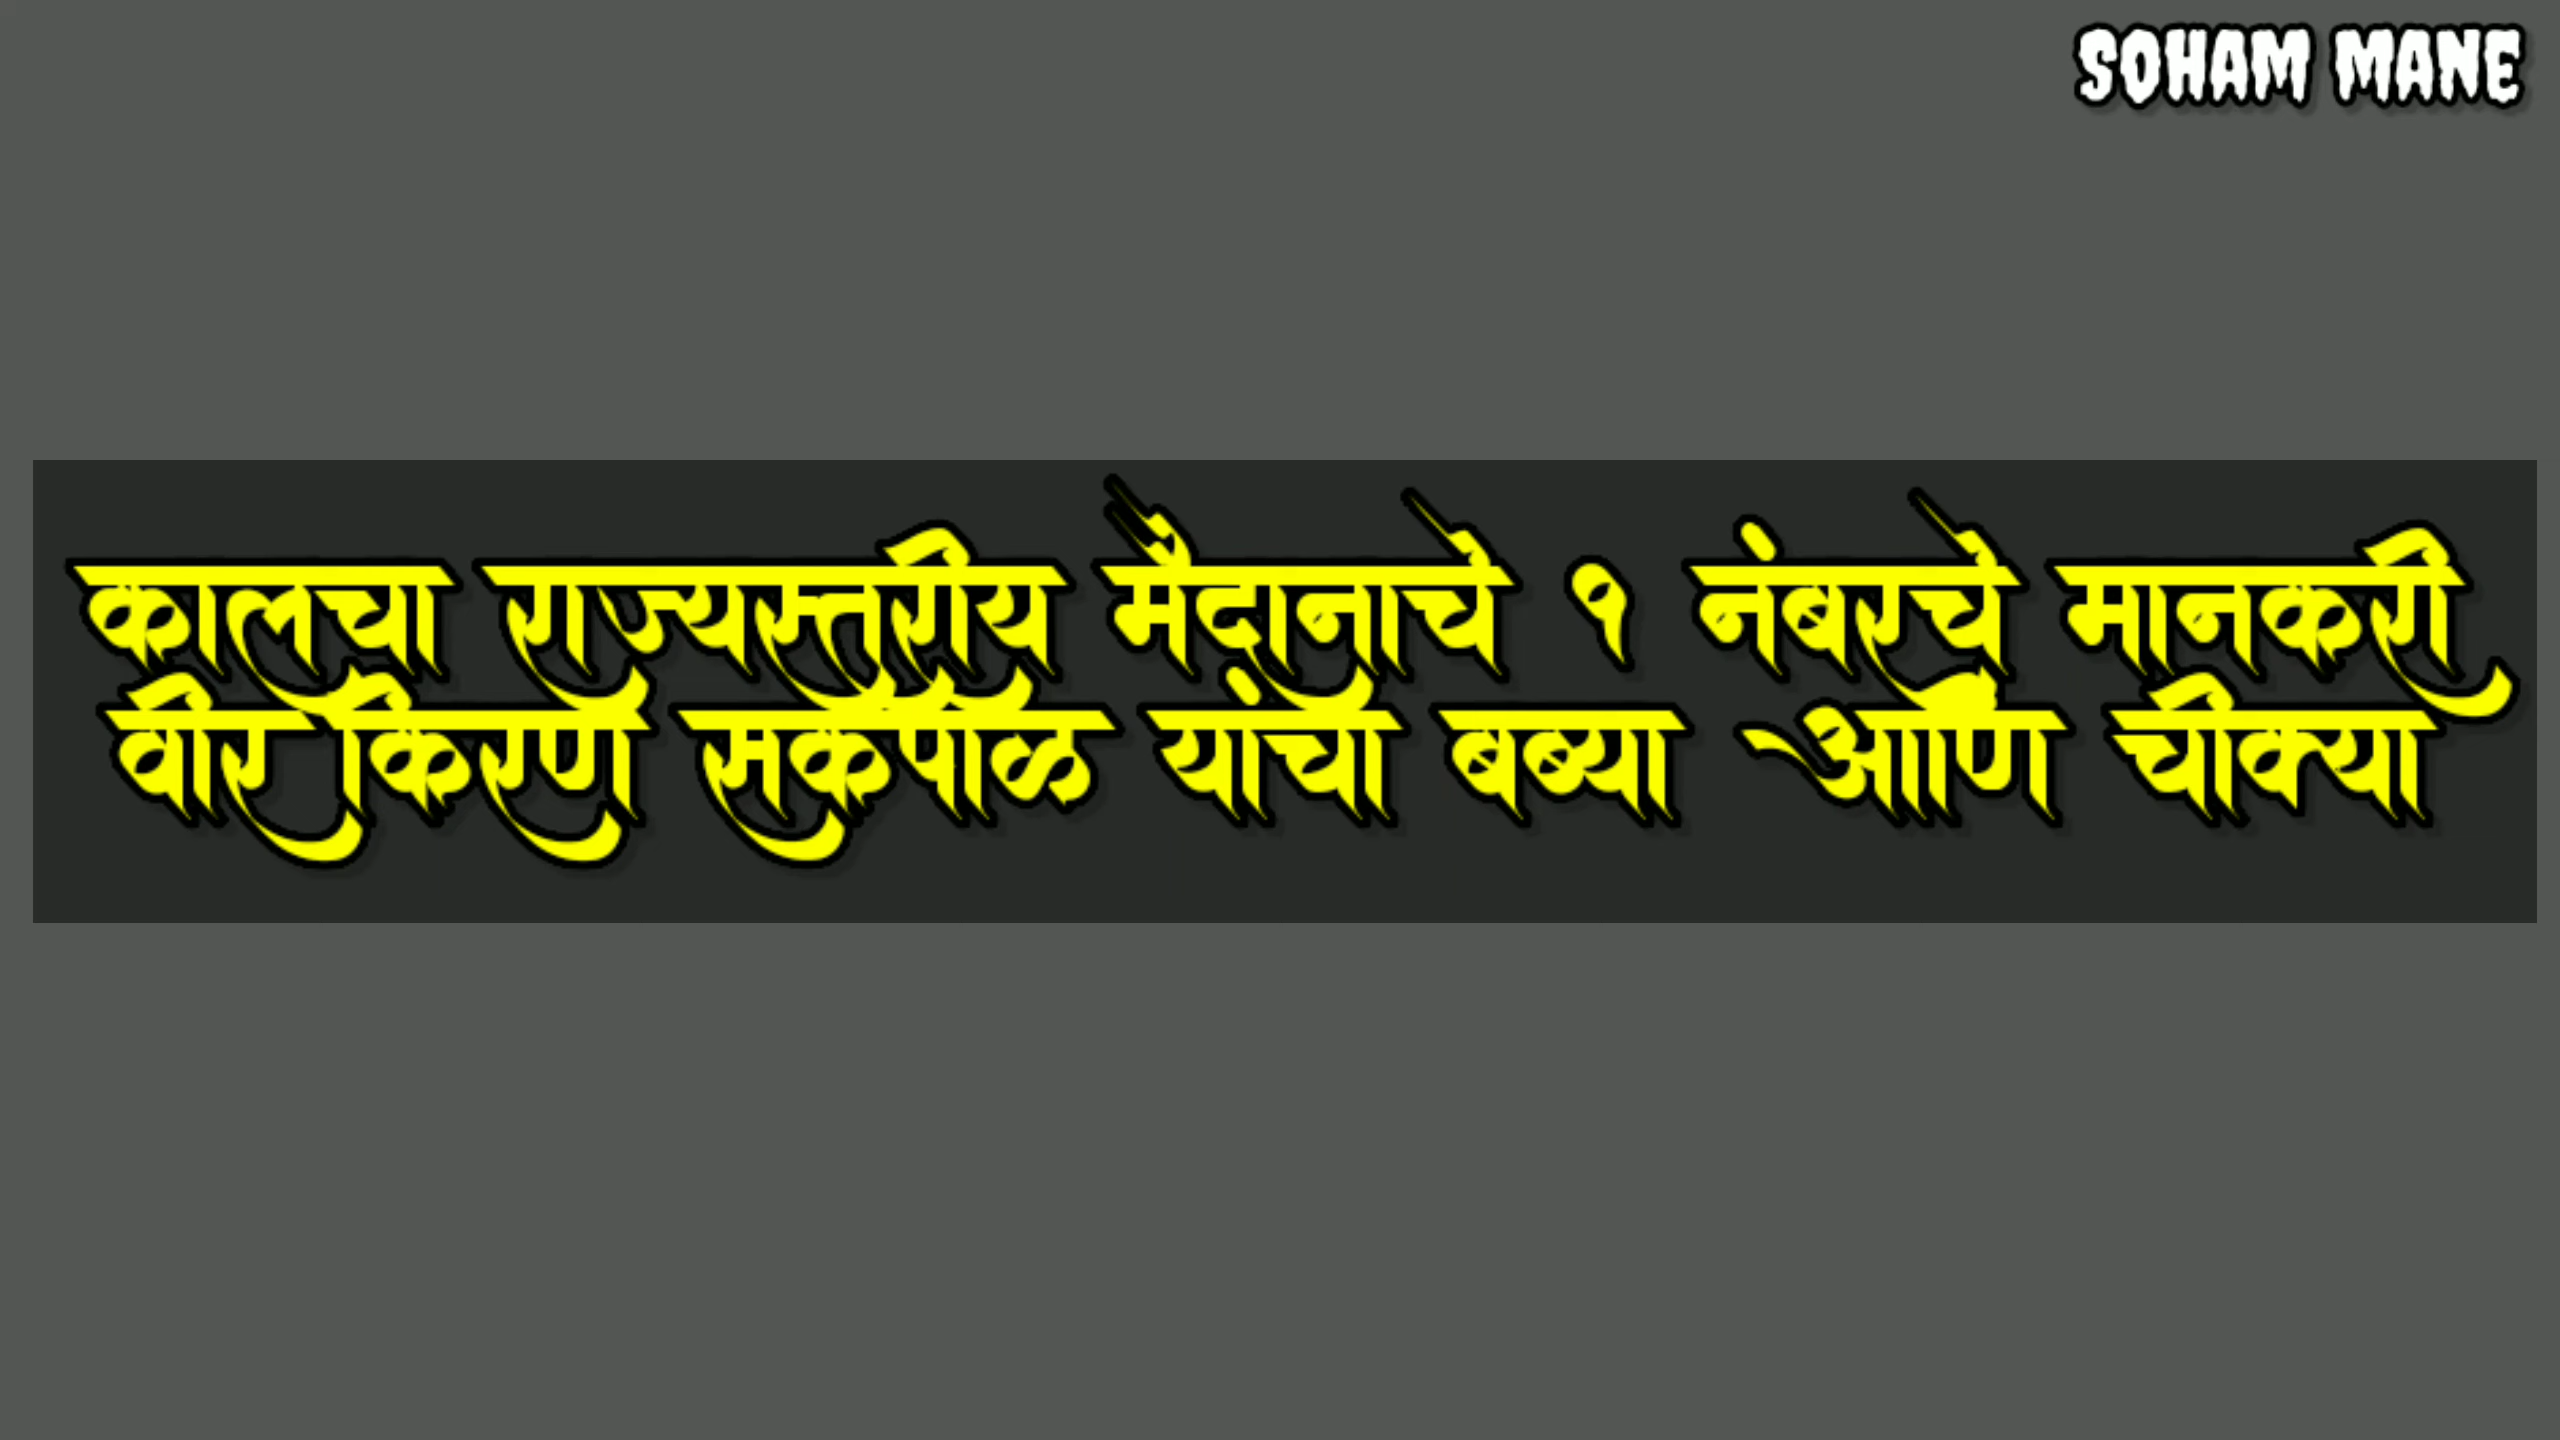 SOHAM MANE
कालचा राज्यस्तरीय मैदानाचे १ नंबरचे मानकरी
वीर किरण सकपाळ यांचा बब्या आणि चीक्या